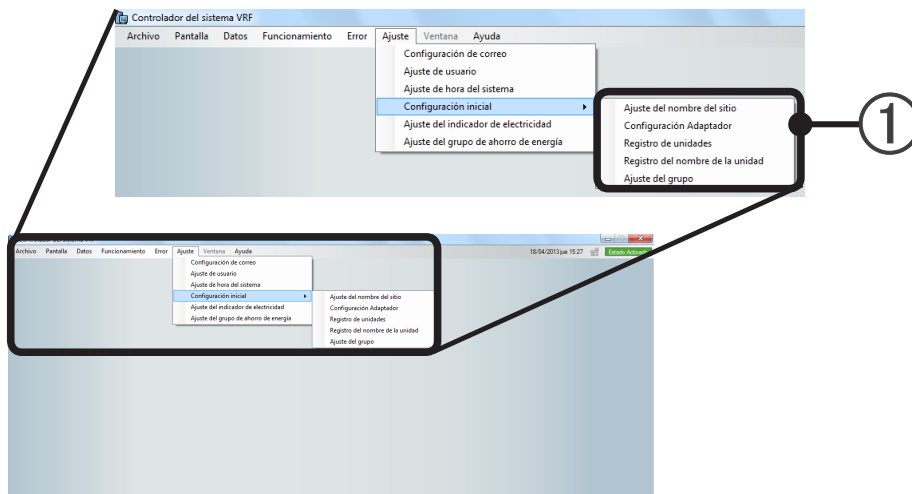 Controlador del sistema VRF
Archivo Pantalla Datos Funcionamiento Error Ajuste Ventana Ayuda
Configuración de correo
Ajuste de usuario
Ajuste de hora del sistema
Configuración inicial
Ajuste del indicador de electricidad
Ajuste del grupo de ahorro de energía
Ajuste del nombre del sitio
Configuración Adaptador
Registro de unidades
Registro del nombre de la unidad
Ajuste del grupo
①
Archivo Pantalla Datos Funcionamiento Error Ajuste Ventana Ayuda 18/04/2013 jue 15:27 Estado Activado
Configuración de correo
Ajuste de usuario
Ajuste de hora del sistema
Configuración inicial
Ajuste del indicador de electricidad
Ajuste del grupo de ahorro de energía
Ajuste del nombre del sitio
Configuración Adaptador
Registro de unidades
Registro del nombre de la unidad
Ajuste del grupo